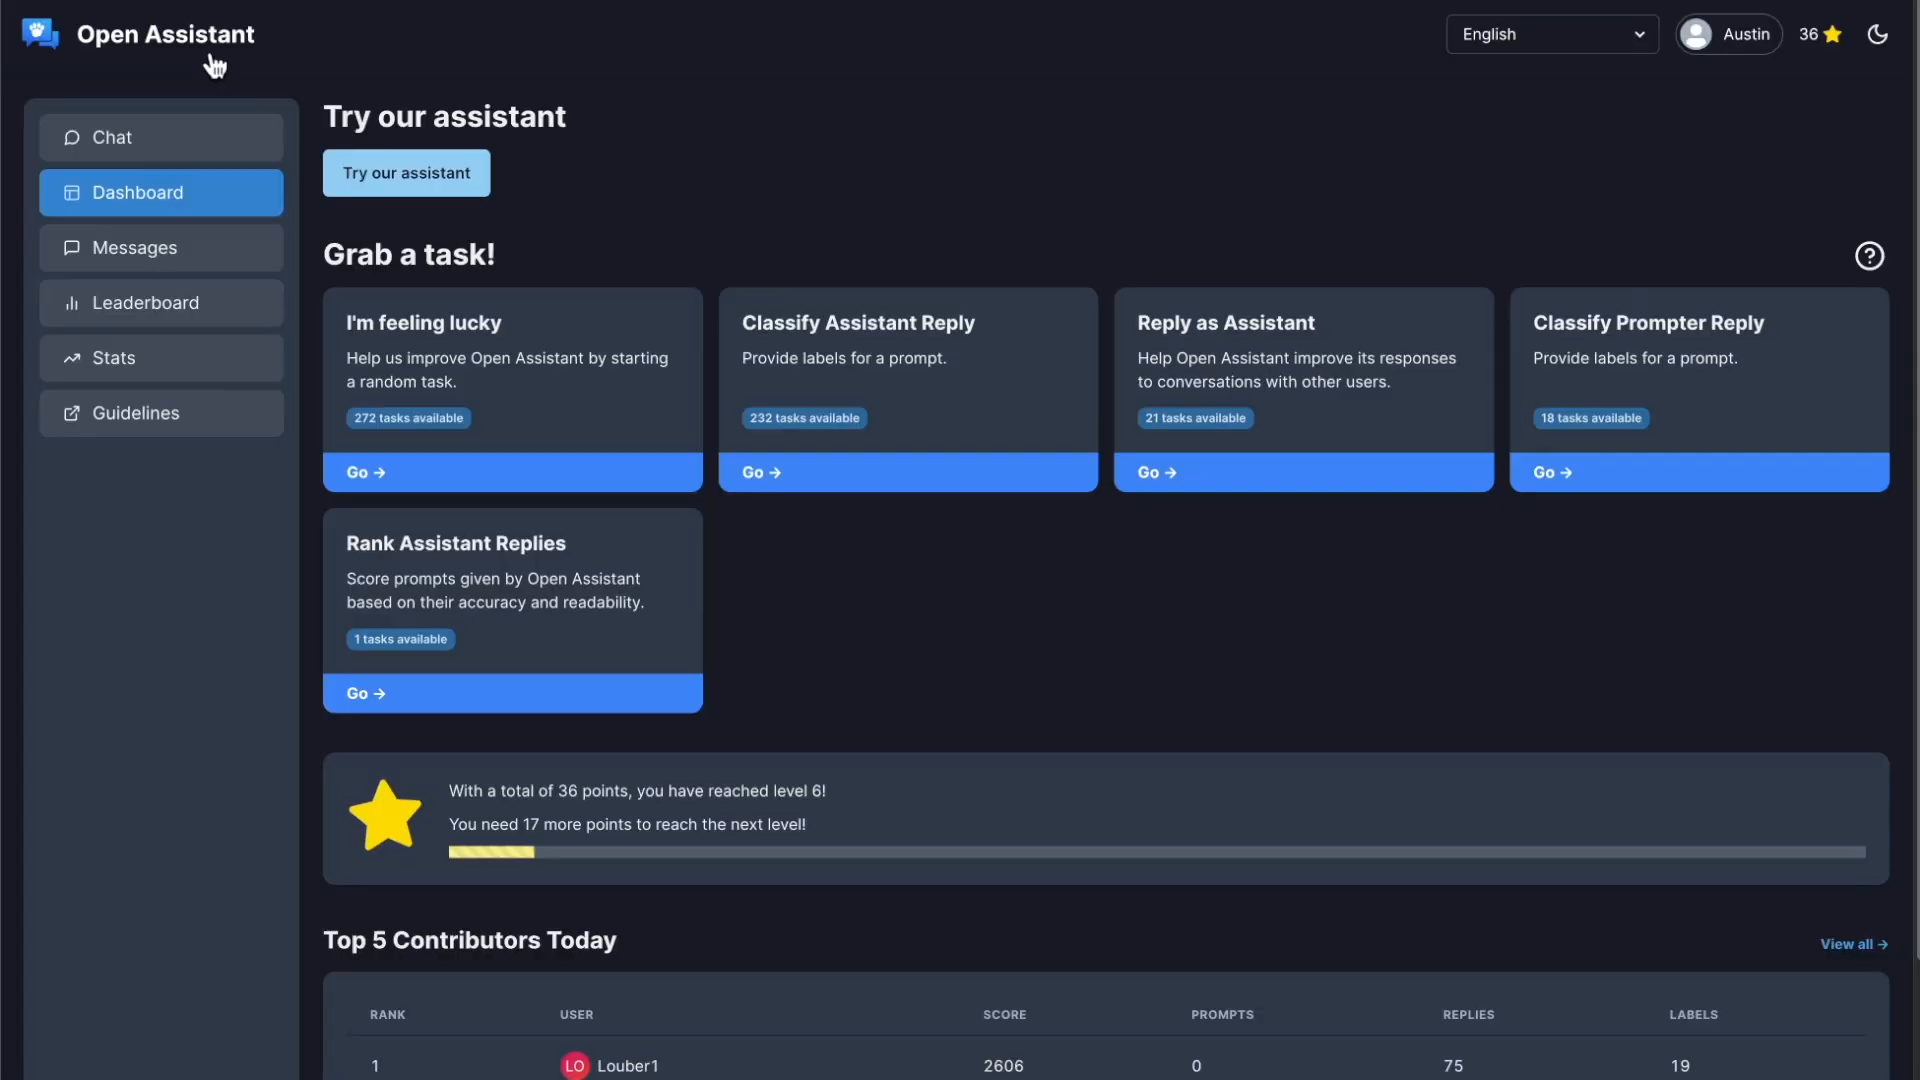 Open Assistant
English
Austin
36
Chat
Dashboard
Messages
Leaderboard
Stats
Guidelines
Try our assistant
Try our assistant
Grab a task!
I'm feeling lucky
Help us improve Open Assistant by starting
a random task.
272 tasks available
Go →
Classify Assistant Reply
Provide labels for a prompt.
232 tasks available
Go →
Reply as Assistant
Help Open Assistant improve its responses
to conversations with other users.
21 tasks available
Go →
Classify Prompter Reply
Provide labels for a prompt.
18 tasks available
Go →
Rank Assistant Replies
Score prompts given by Open Assistant
based on their accuracy and readability.
1 tasks available
Go →
With a total of 36 points, you have reached level 6!
You need 17 more points to reach the next level!
Top 5 Contributors Today
View all →
RANK USER SCORE PROMPTS REPLIES LABELS
1 LO Louber1 2606 0 75 19